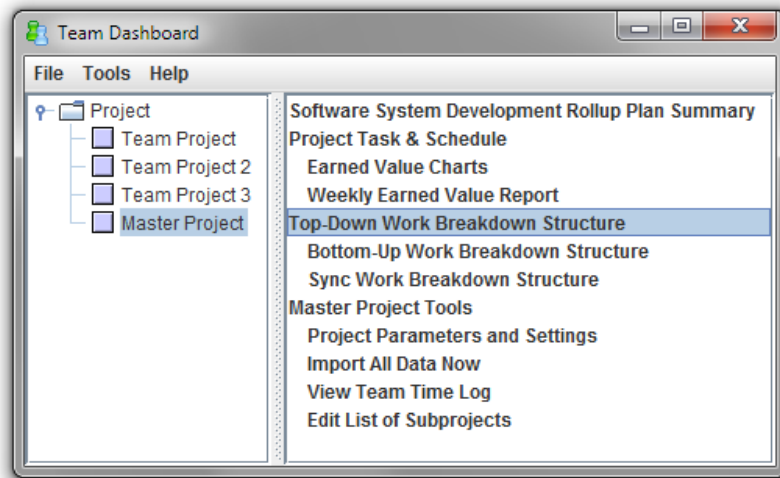 Team Dashboard
File Tools Help
Project
Team Project
Team Project 2
Team Project 3
Master Project
Software System Development Rollup Plan Summary
Project Task & Schedule
Earned Value Charts
Weekly Earned Value Report
Top-Down Work Breakdown Structure
Bottom-Up Work Breakdown Structure
Sync Work Breakdown Structure
Master Project Tools
Project Parameters and Settings
Import All Data Now
View Team Time Log
Edit List of Subprojects